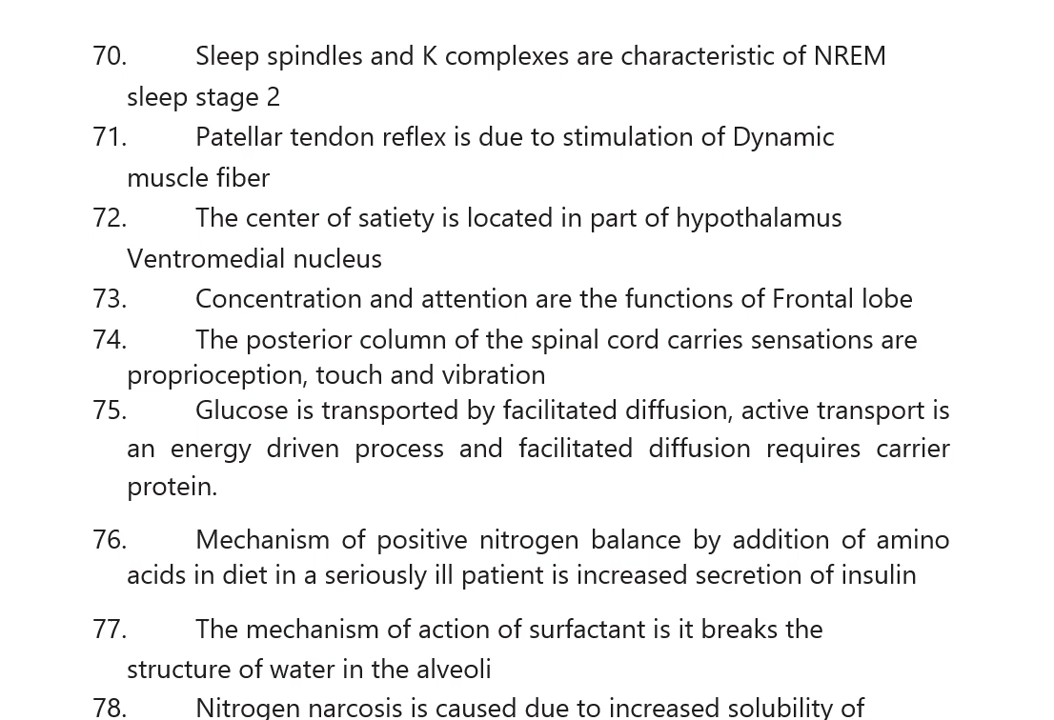 70. Sleep spindles and K complexes are characteristic of NREM
sleep stage 2
71. Patellar tendon reflex is due to stimulation of Dynamic
muscle fiber
72. The center of satiety is located in part of hypothalamus
Ventromedial nucleus
73. Concentration and attention are the functions of Frontal lobe
74. The posterior column of the spinal cord carries sensations are
proprioception, touch and vibration
75. Glucose is transported by facilitated diffusion, active transport is
an energy driven process and facilitated diffusion requires carrier
protein.
76. Mechanism of positive nitrogen balance by addition of amino
acids in diet in a seriously ill patient is increased secretion of insulin
77. The mechanism of action of surfactant is it breaks the
structure of water in the alveoli
78. Nitrogen narcosis is caused due to increased solubility of